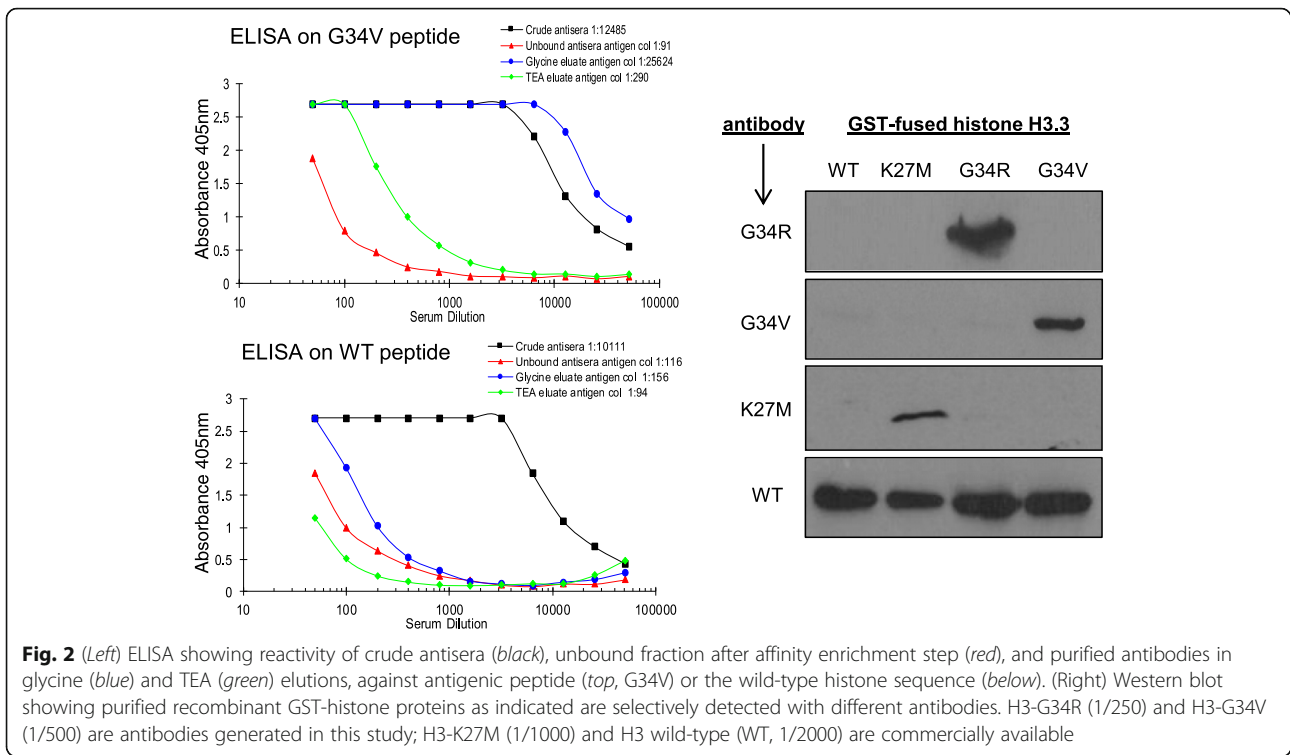 ELISA on G34V peptide
Crude antisera 1:12485
Unbound antisera antigen col 1:91
Glycine eluate antigen col 1:25624
TEA eluate antigen col 1:290
3
2.5
2
1.5
1
0.5
0
Absorbance 405nm
10 100 1000 10000 100000
Serum Dilution
ELISA on WT peptide
Crude antisera 1:10111
Unbound antisera antigen col 1:116
Glycine eluate antigen col 1:156
TEA eluate antigen col 1:94
3
2.5
2
1.5
1
0.5
0
Absorbance 405nm
10 100 1000 10000 100000
Serum Dilution
antibody GST-fused histone H3.3
WT K27M G34R G34V
G34R
G34V
K27M
WT
Fig. 2 (Left) ELISA showing reactivity of crude antisera (black), unbound fraction after affinity enrichment step (red), and purified antibodies in
glycine (blue) and TEA (green) elutions, against antigenic peptide (top, G34V) or the wild-type histone sequence (below). (Right) Western blot
showing purified recombinant GST-histone proteins as indicated are selectively detected with different antibodies. H3-G34R (1/250) and H3-G34V
(1/500) are antibodies generated in this study; H3-K27M (1/1000) and H3 wild-type (WT, 1/2000) are commercially available